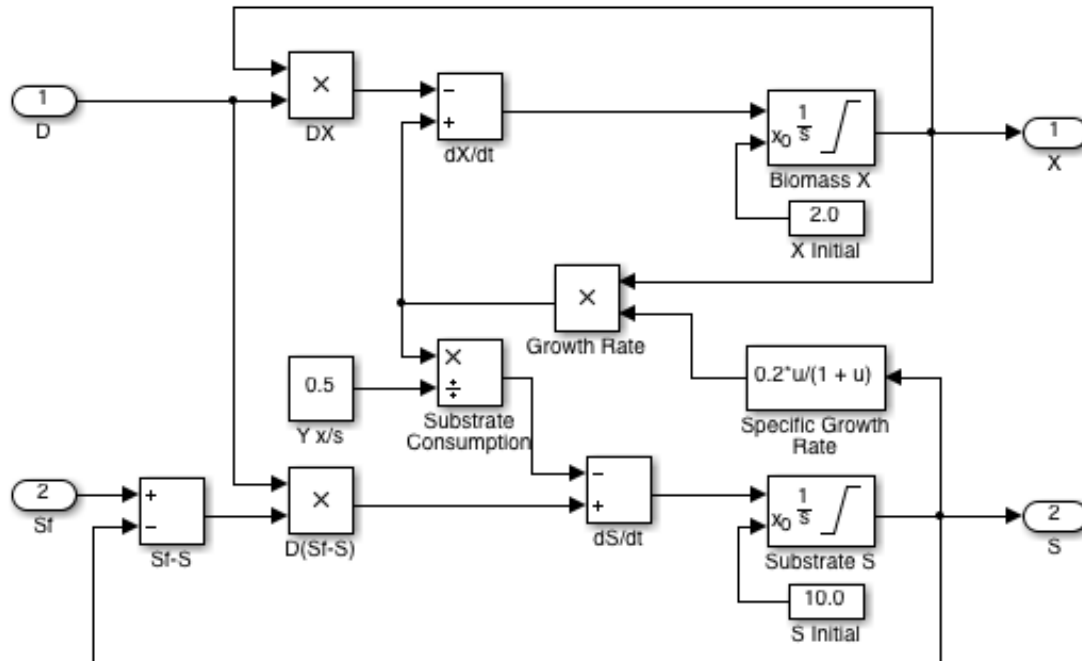 1
D
×
DX
−
+
dX/dt
x₀ 1/s
Biomass X
2.0
X Initial
1
X
×
Growth Rate
0.2*u/(1 + u)
Specific Growth
Rate
0.5
Y x/s
×
÷
Substrate
Consumption
2
Sf
+
−
Sf-S
×
D(Sf-S)
−
+
dS/dt
x₀ 1/s
Substrate S
10.0
S Initial
2
S